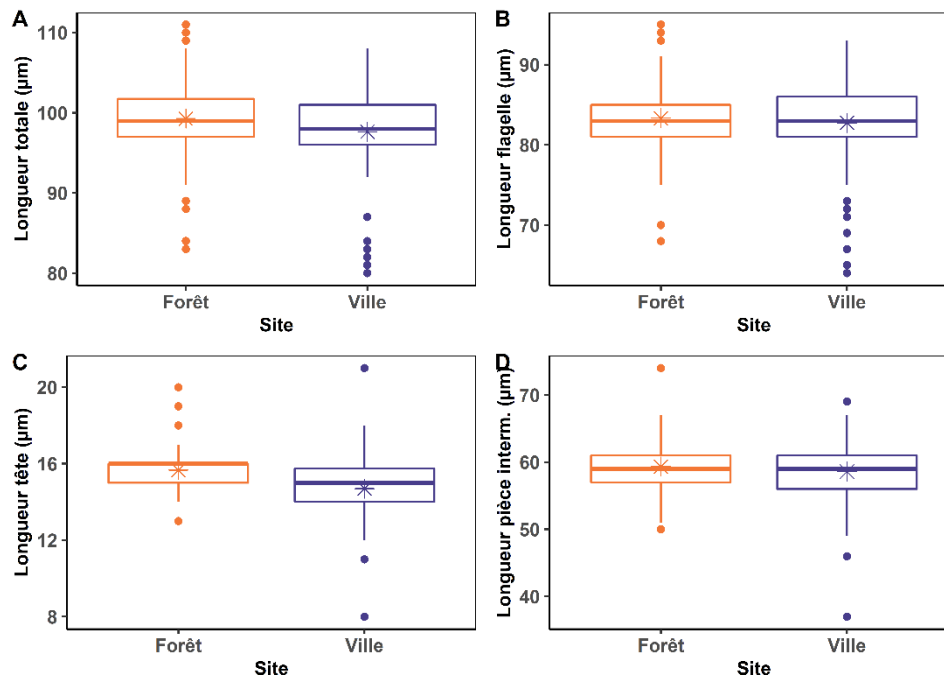 A
Longueur totale (µm)
110
100
90
80
Forêt
Ville
Site
B
Longueur flagelle (µm)
90
80
70
Forêt
Ville
Site
C
Longueur tête (µm)
20
16
12
8
Forêt
Ville
Site
D
Longueur pièce interm. (µm)
70
60
50
40
Forêt
Ville
Site